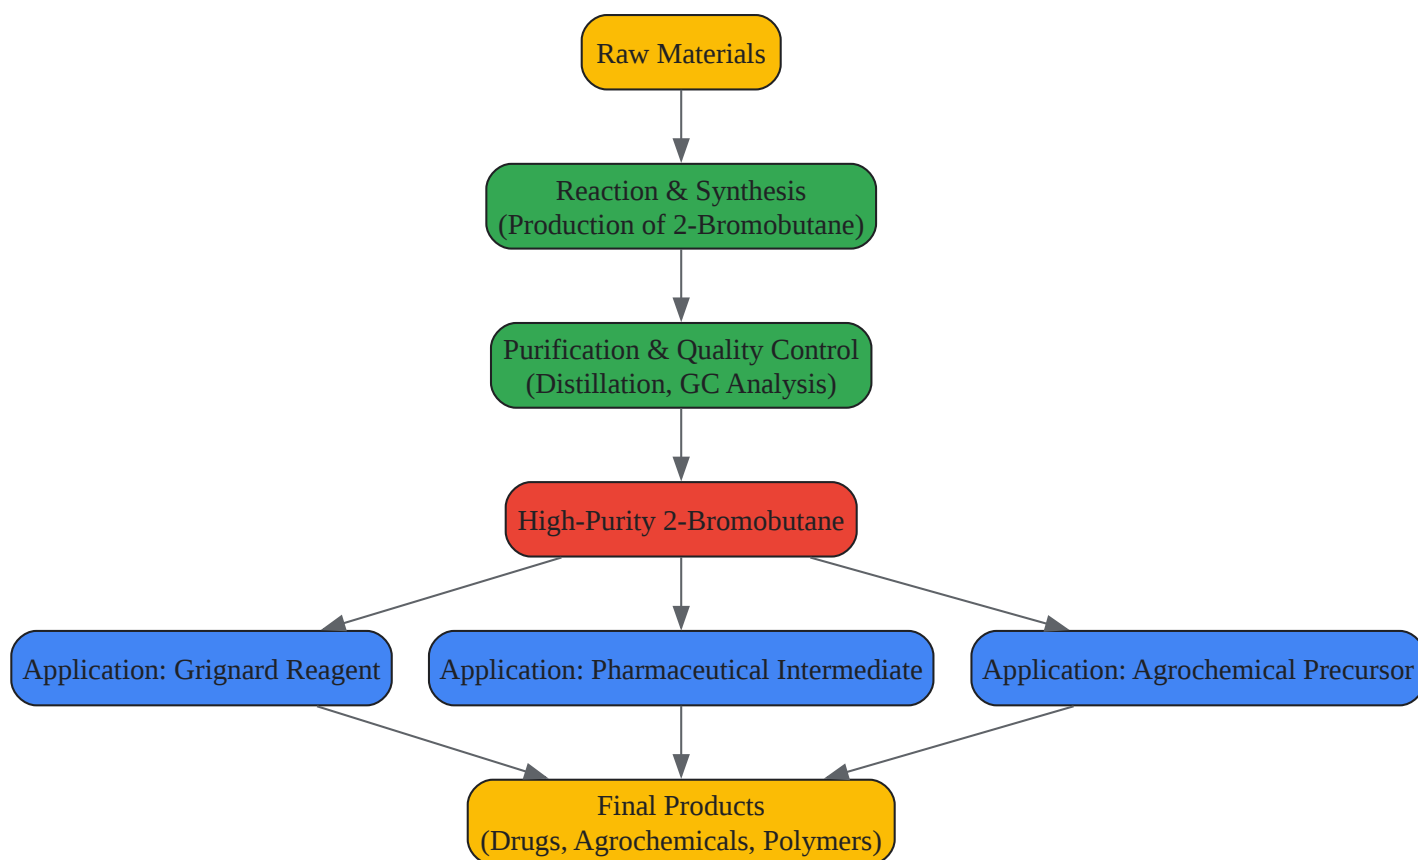 Raw Materials
Reaction & Synthesis
(Production of 2-Bromobutane)
Purification & Quality Control
(Distillation, GC Analysis)
High-Purity 2-Bromobutane
Application: Grignard Reagent
Application: Pharmaceutical Intermediate
Application: Agrochemical Precursor
Final Products
(Drugs, Agrochemicals, Polymers)